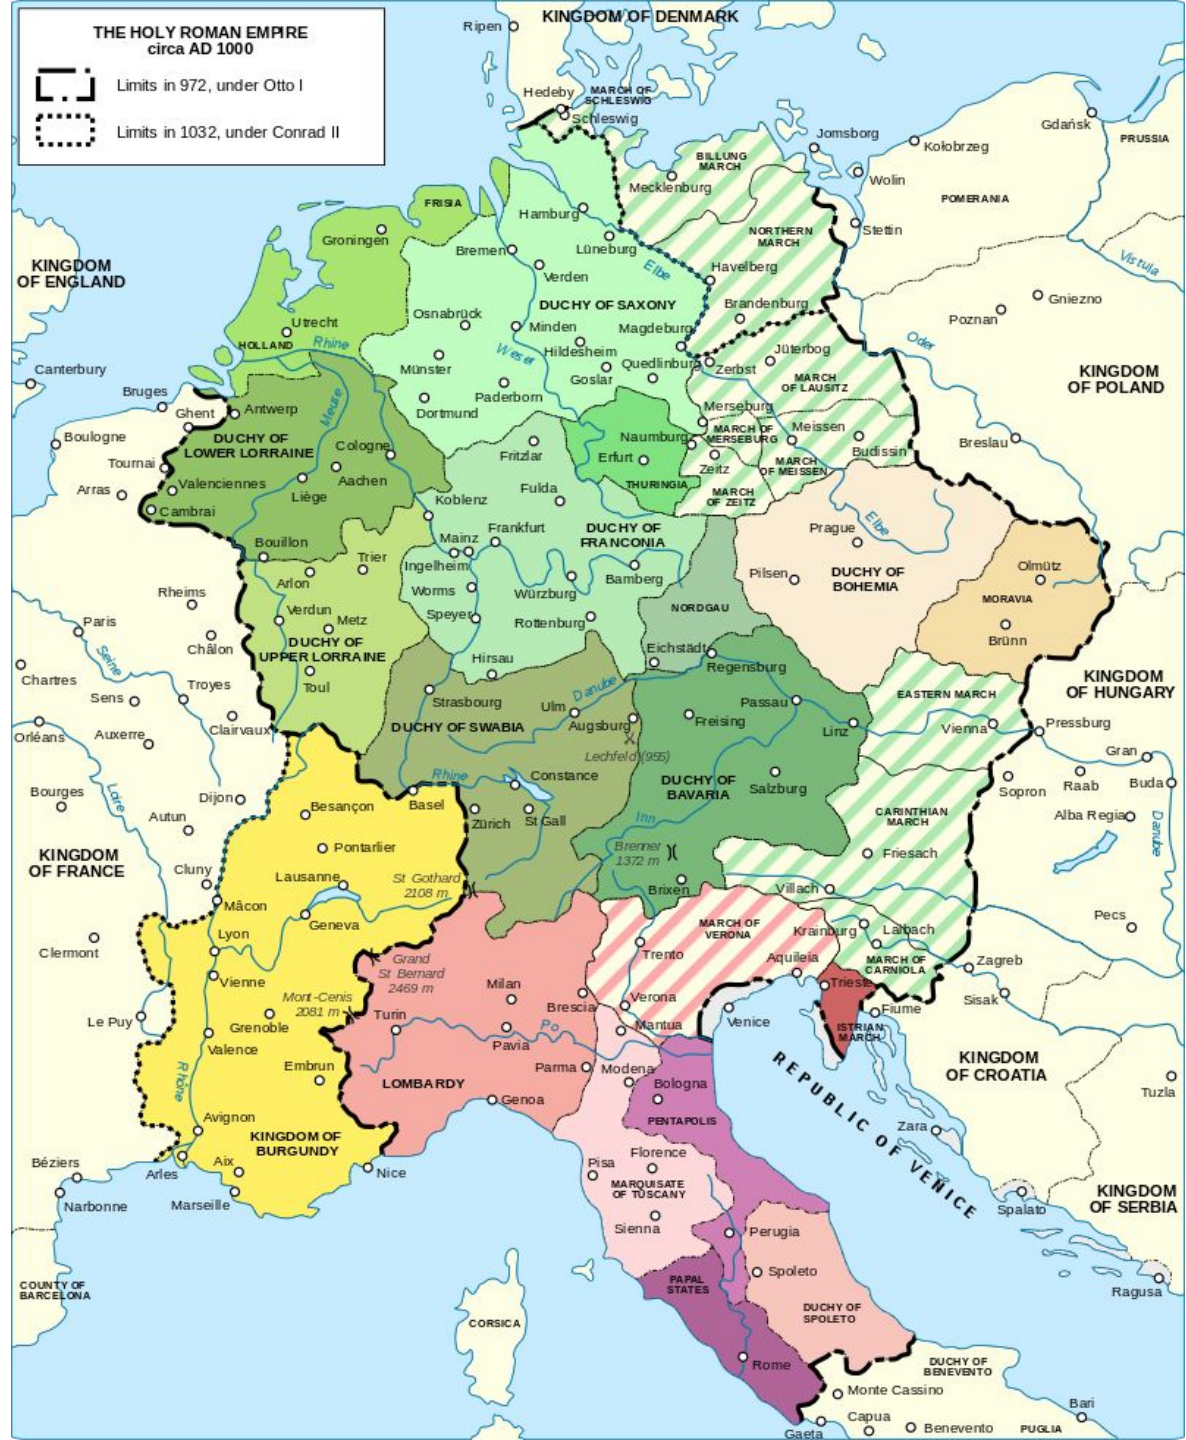 THE HOLY ROMAN EMPIRE
circa AD 1000
Limits in 972, under Otto I
Limits in 1032, under Conrad II
KINGDOM OF DENMARK
Ripen
Hedeby
MARCH OF
SCHLESWIG
Schleswig
Jomsborg
Gdańsk
PRUSSIA
Kołobrzeg
BILLUNG
MARCH
Mecklenburg
Wolin
POMERANIA
FRISIA
Hamburg
Groningen
Stettin
NORTHERN
MARCH
Bremen
Lüneburg
Vistula
KINGDOM
OF ENGLAND
Verden
Elbe
Havelberg
Gniezno
Brandenburg
DUCHY OF SAXONY
Osnabrück
Poznan
Utrecht
Minden
Magdeburg
HOLLAND
Rhine
Weser
Hildesheim
Jüterbog
Oder
Quedlinburg
Zerbst
Canterbury
Münster
Goslar
MARCH
OF LAUSITZ
KINGDOM
OF POLAND
Bruges
Paderborn
Ghent
Antwerp
Meuse
Dortmund
Merseburg
MARCH OF
MERSEBURG
Meissen
Boulogne
DUCHY OF
LOWER LORRAINE
Cologne
Naumburg
Breslau
Fritzlar
Erfurt
Budissin
Tournai
Aachen
Zeitz
MARCH
OF MEISSEN
Arras
Valenciennes
Liège
Fulda
THURINGIA
MARCH
OF ZEITZ
Cambrai
Koblenz
Frankfurt
DUCHY OF
FRANCONIA
Prague
Elbe
Bouillon
Mainz
Trier
Ingelheim
Pilsen
DUCHY OF
BOHEMIA
Olmütz
Arlon
Bamberg
Rheims
Worms
Würzburg
MORAVIA
Verdun
Metz
Speyer
Rottenburg
NORDGAU
Paris
Brünn
Châlon
DUCHY OF
UPPER LORRAINE
Eichstädt
Seine
Hirsau
Regensburg
Chartres
Toul
Danube
KINGDOM
OF HUNGARY
Troyes
Sens
Strasbourg
EASTERN MARCH
Ulm
Passau
DUCHY OF SWABIA
Augsburg
Freising
Orléans
Auxerre
Clairvaux
Linz
Vienna
Pressburg
Lechfeld (955)
Gran
Rhine
Constance
DUCHY OF
BAVARIA
Salzburg
Bourges
Loire
Dijon
Besançon
Basel
Sopron
Raab
Buda
Autun
Zürich
St Gall
Inn
CARINTHIAN
MARCH
Alba Regia
Danube
Pontarlier
Brenner
1372 m
Friesach
KINGDOM
OF FRANCE
Cluny
Lausanne
St Gothard
2108 m
Brixen
Villach
Mâcon
Geneva
MARCH OF
VERONA
Krainburg
Laibach
Pecs
Lyon
Clermont
Trento
Aquileia
MARCH OF
CARNIOLA
Zagreb
Grand
St Bernard
2469 m
Vienne
Milan
Trieste
Sisak
Mont-Cenis
2081 m
Brescia
Verona
Fiume
Le Puy
Grenoble
Turin
Po
Mantua
Venice
ISTRIAN
MARCH
Valence
Pavia
KINGDOM
OF CROATIA
Embrun
Parma
Modena
Rhône
LOMBARDY
Bologna
Tuzla
Genoa
REPUBLIC OF VENICE
Avignon
PENTAPOLIS
Zara
KINGDOM OF
BURGUNDY
Florence
Béziers
Arles
Aix
Nice
Pisa
MARQUISATE
OF TUSCANY
KINGDOM
OF SERBIA
Narbonne
Marseille
Spalato
Sienna
Perugia
COUNTY OF
BARCELONA
Spoleto
PAPAL
STATES
Ragusa
CORSICA
DUCHY OF
SPOLETO
Rome
DUCHY OF
BENEVENTO
Monte Cassino
Bari
Capua
Gaeta
Benevento
PUGLIA